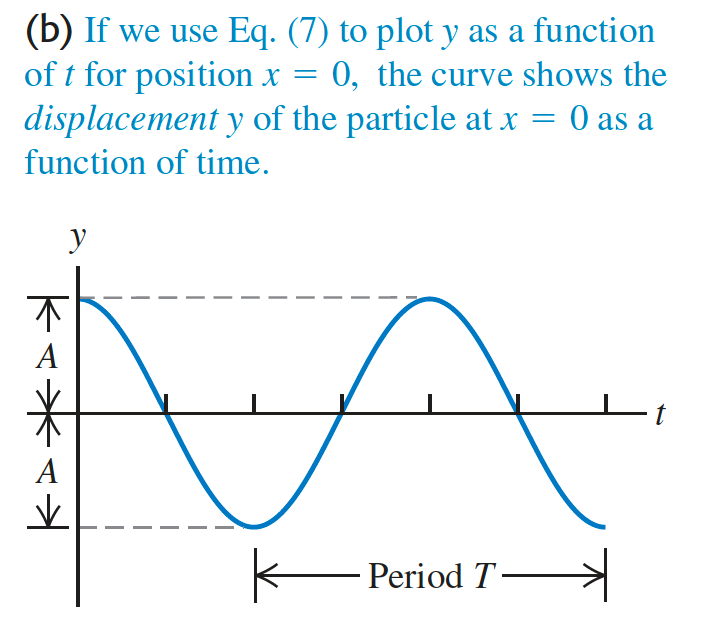 (b) If we use Eq. (7) to plot y as a function
of t for position x = 0, the curve shows the
displacement y of the particle at x = 0 as a
function of time.
y
A
t
A
Period T